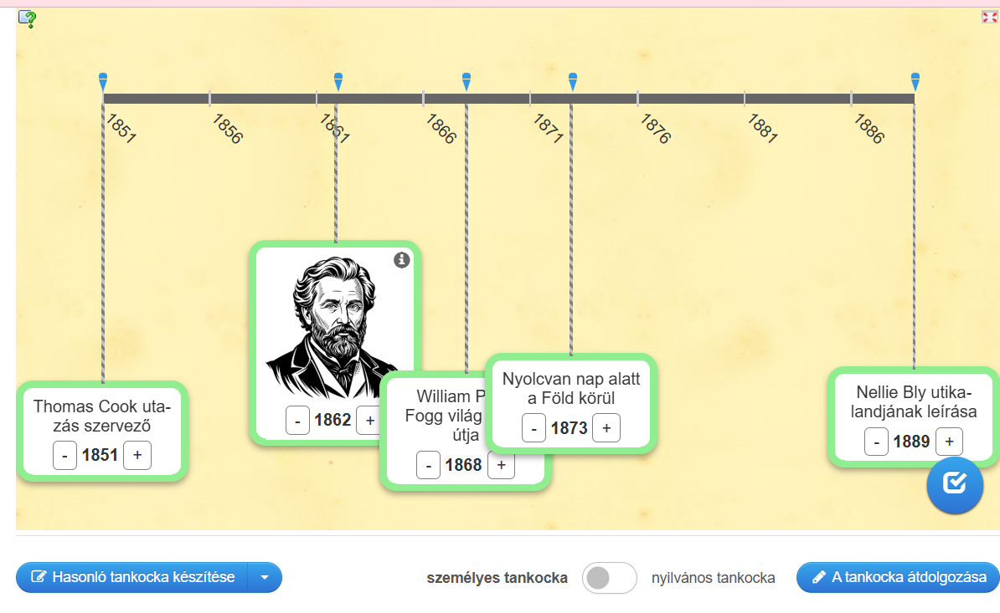 1851
1856
1861
1866
1871
1876
1881
1886
Thomas Cook uta-
zás szervező
- 1851 +
- 1862 +
William P
Fogg világ
útja
- 1868 +
Nyolcvan nap alatt
a Föld körül
- 1873 +
Nellie Bly utika-
landjának leírása
- 1889 +
Hasonló tankocka készítése
személyes tankocka
nyilvános tankocka
A tankocka átdolgozása